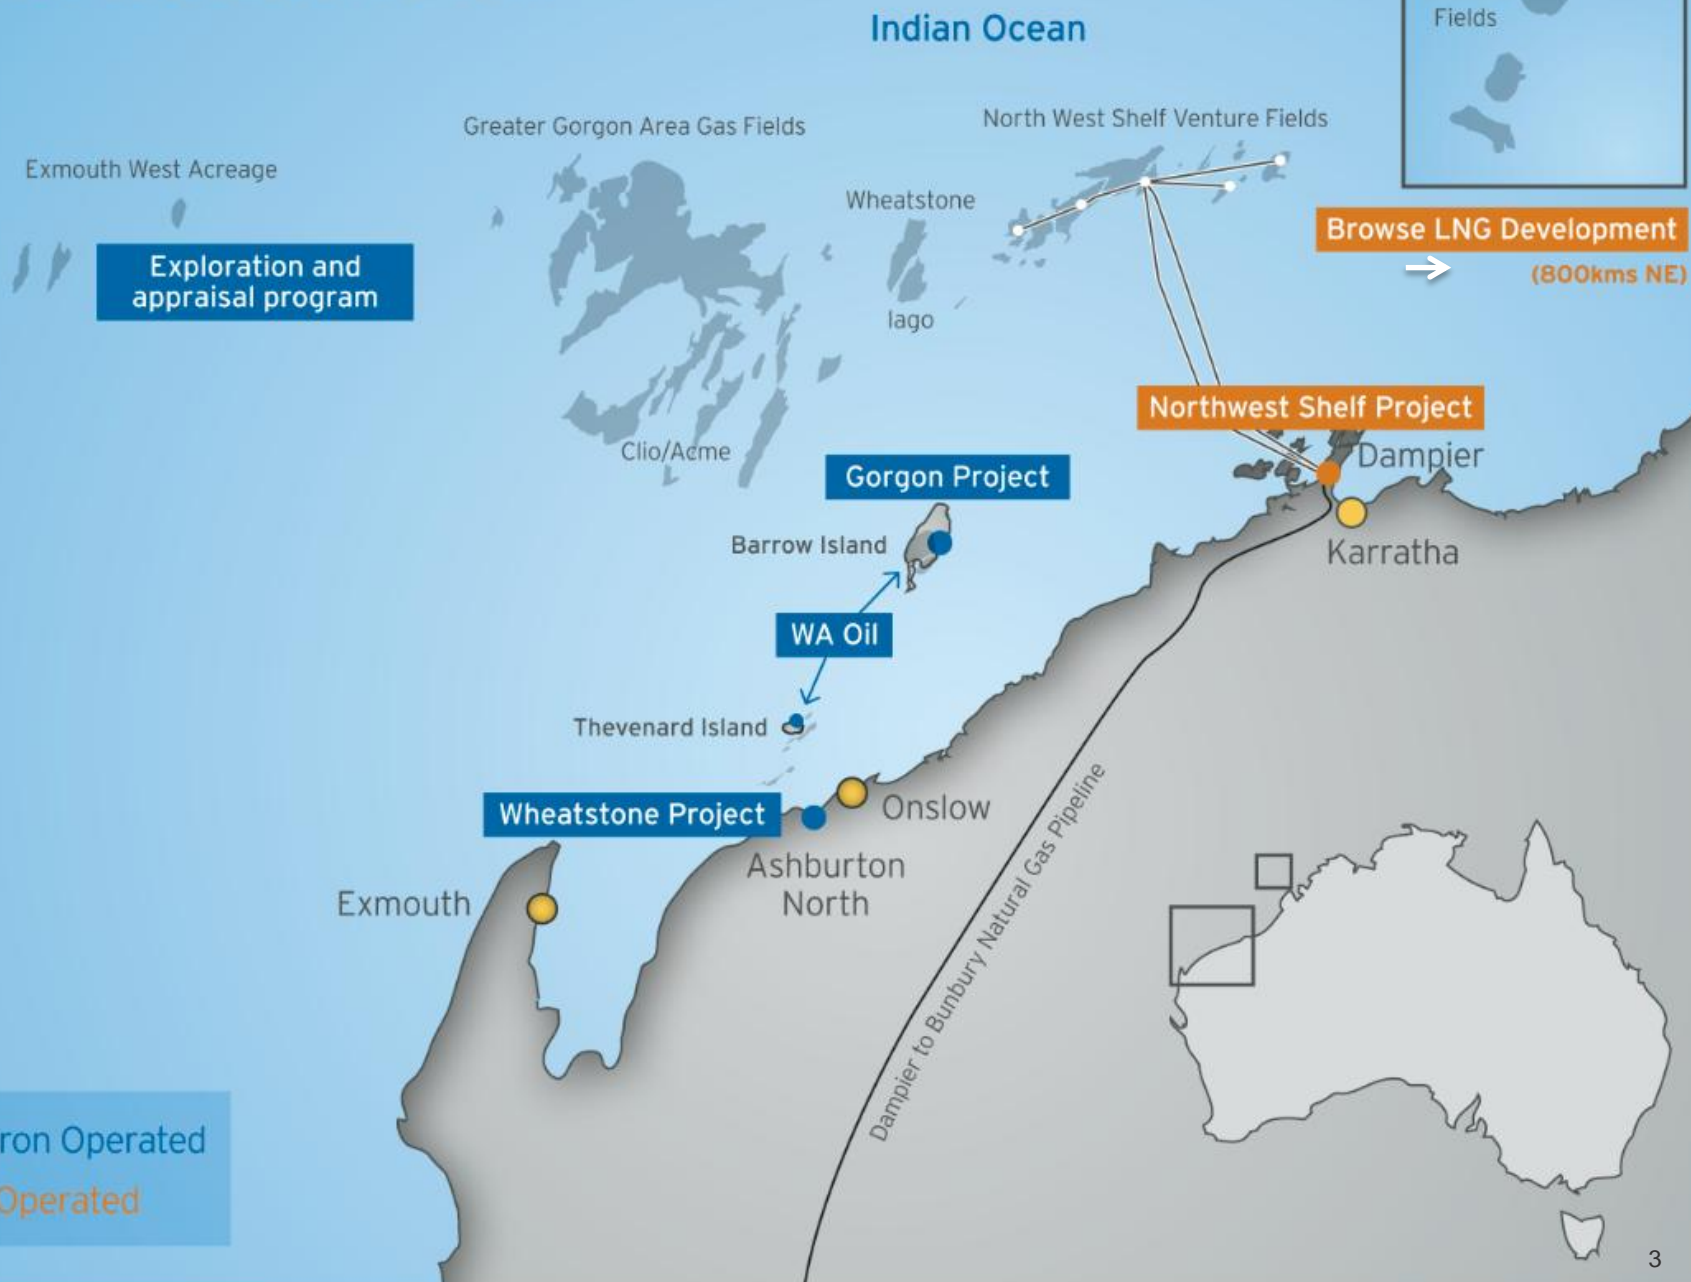 Indian Ocean
Fields
North West Shelf Venture Fields
Greater Gorgon Area Gas Fields
Exmouth West Acreage
Wheatstone
Browse LNG Development
(800kms NE)
Exploration and
appraisal program
Iago
Northwest Shelf Project
Clio/Acme
Dampier
Gorgon Project
Barrow Island
Karratha
WA Oil
Thevenard Island
Wheatstone Project
Onslow
Ashburton
North
Exmouth
Dampier to Bunbury Natural Gas Pipeline
ron Operated
Operated
3